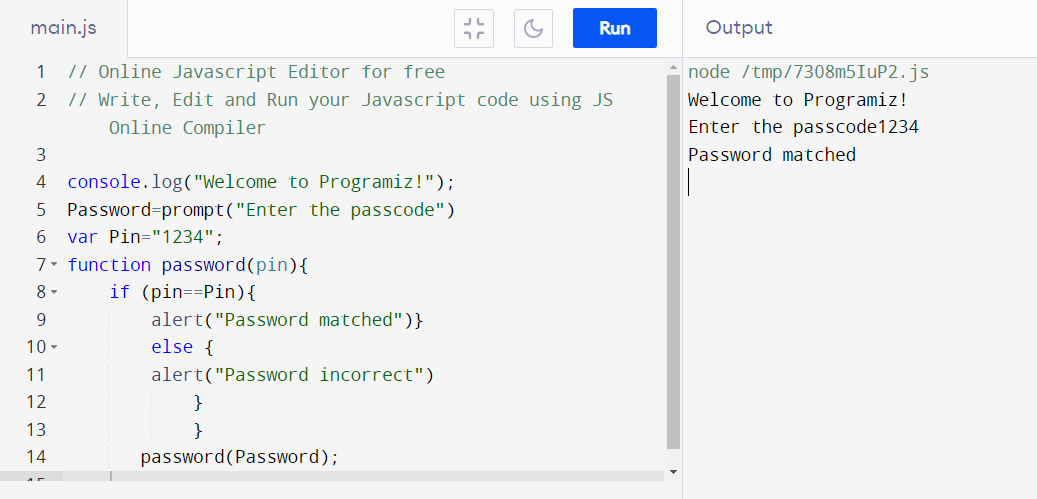 main.js
Run
Output
1 // Online Javascript Editor for free
2 // Write, Edit and Run your Javascript code using JS
Online Compiler
3
4 console.log("Welcome to Programiz!");
5 Password=prompt("Enter the passcode")
6 var Pin="1234";
7 function password(pin){
8 if (pin==Pin){
9 alert("Password matched")}
10 else {
11 alert("Password incorrect")
12 }
13 }
14 password(Password);
15
node /tmp/7308m5IuP2.js
Welcome to Programiz!
Enter the passcode1234
Password matched